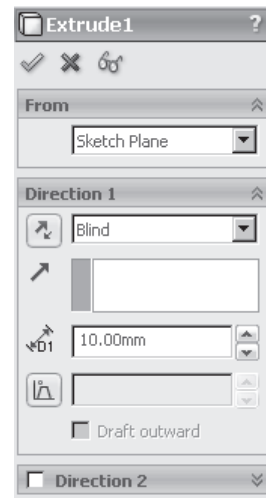 Extrude1 ?
From
Sketch Plane
Direction 1
Blind
D1 10.00mm
Draft outward
Direction 2